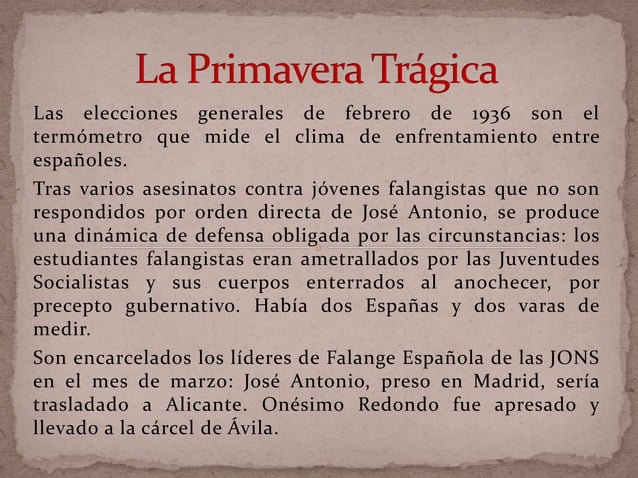 La Primavera Trágica
Las elecciones generales de febrero de 1936 son el
termómetro que mide el clima de enfrentamiento entre
españoles.
Tras varios asesinatos contra jóvenes falangistas que no son
respondidos por orden directa de José Antonio, se produce
una dinámica de defensa obligada por las circunstancias: los
estudiantes falangistas eran ametrallados por las Juventudes
Socialistas y sus cuerpos enterrados al anochecer, por
precepto gubernativo. Había dos Españas y dos varas de
medir.
Son encarcelados los líderes de Falange Española de las JONS
en el mes de marzo: José Antonio, preso en Madrid, sería
trasladado a Alicante. Onésimo Redondo fue apresado y
llevado a la cárcel de Ávila.